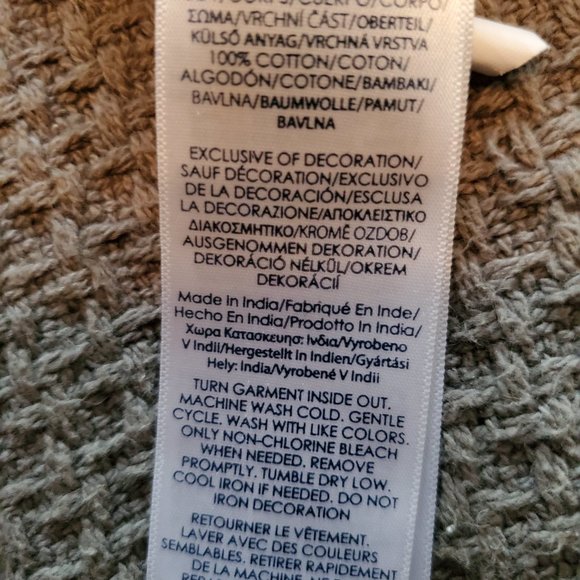 ΣΩΜΑ/VRCHNÍ ČÁST/OBERTEIL/
KÜLSŐ ANYAG/VRCHNÁ VRSTVA
100% COTTON/COTON/
ALGODÓN/COTONE/BAMBAKI/
BAVLNA/BAUMWOLLE/PAMUT/
BAVLNA
EXCLUSIVE OF DECORATION/
SAUF DÉCORATION/EXCLUSIVO
DE LA DECORACIÓN/ESCLUSA
LA DECORAZIONE/ΑΠΟΚΛΕΙΣΤΙΚΟ
ΔΙΑΚΟΣΜΗΤΙΚΟ/KROMĚ OZDOB/
AUSGENOMMEN DEKORATION/
DEKORÁCIÓ NÉLKÜL/OKREM
DEKORÁCIÍ
Made In India/Fabriqué En Inde/
Hecho En India/Prodotto In India/
Χωρα Κατασκευησ: Ινδια/Vyrobeno
V Indii/Hergestellt In Indien/Gyártási
Hely: India/Vyrobené V Indii
TURN GARMENT INSIDE OUT.
MACHINE WASH COLD. GENTLE
CYCLE. WASH WITH LIKE COLORS.
ONLY NON-CHLORINE BLEACH
WHEN NEEDED. REMOVE
PROMPTLY. TUMBLE DRY LOW.
COOL IRON IF NEEDED. DO NOT
IRON DECORATION
RETOURNER LE VÊTEMENT.
LAVER AVEC DES COULEURS
SEMBLABLES. RETIRER RAPIDEMENT
DE LA MACHINE.